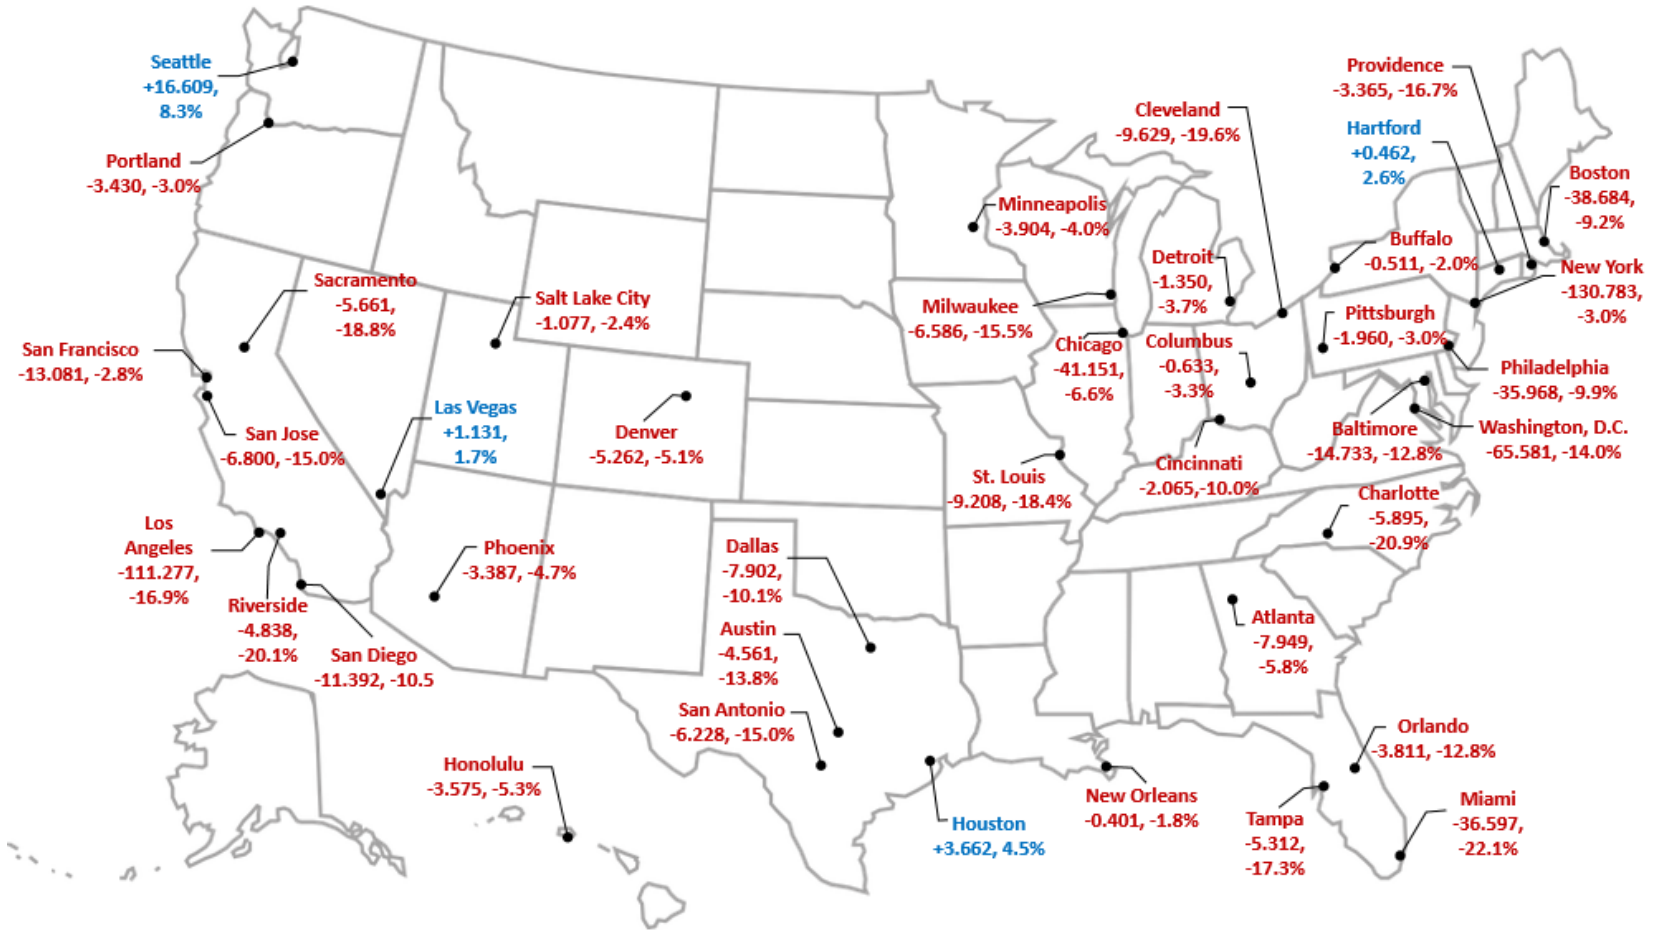 Seattle
+16.609,
8.3%
Portland
-3.430, -3.0%
Sacramento
-5.661,
-18.8%
San Francisco
-13.081, -2.8%
San Jose
-6.800, -15.0%
Las Vegas
+1.131,
1.7%
Salt Lake City
-1.077, -2.4%
Denver
-5.262, -5.1%
Los
Angeles
-111.277,
-16.9%
Riverside
-4.838,
-20.1%
San Diego
-11.392, -10.5
Phoenix
-3.387, -4.7%
Dallas
-7.902,
-10.1%
Austin
-4.561,
-13.8%
San Antonio
-6.228, -15.0%
Honolulu
-3.575, -5.3%
Houston
+3.662, 4.5%
New Orleans
-0.401, -1.8%
Minneapolis
-3.904, -4.0%
Milwaukee
-6.586, -15.5%
Chicago
-41.151,
-6.6%
St. Louis
-9.208, -18.4%
Detroit
-1.350,
-3.7%
Columbus
-0.633,
-3.3%
Cincinnati
-2.065,-10.0%
Cleveland
-9.629, -19.6%
Providence
-3.365, -16.7%
Hartford
+0.462,
2.6%
Boston
-38.684,
-9.2%
Buffalo
-0.511, -2.0%
New York
-130.783,
-3.0%
Pittsburgh
-1.960, -3.0%
Philadelphia
-35.968, -9.9%
Baltimore
-14.733, -12.8%
Washington, D.C.
-65.581, -14.0%
Charlotte
-5.895,
-20.9%
Atlanta
-7.949,
-5.8%
Orlando
-3.811, -12.8%
Tampa
-5.312,
-17.3%
Miami
-36.597,
-22.1%